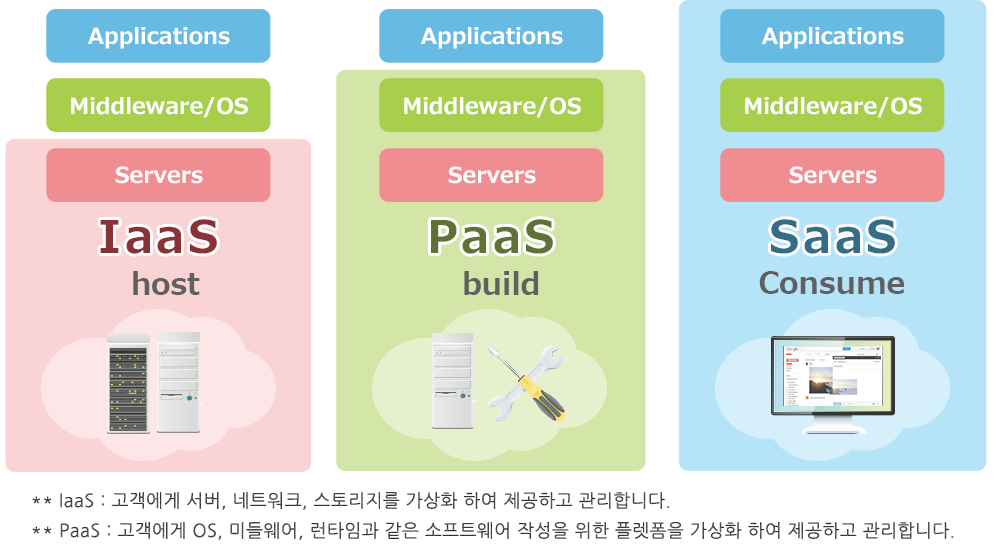 Applications Applications Applications
Middleware/OS Middleware/OS Middleware/OS
Servers Servers Servers
IaaS PaaS SaaS
host build Consume
Google
** IaaS : 고객에게 서버, 네트워크, 스토리지를 가상화 하여 제공하고 관리합니다.
** PaaS : 고객에게 OS, 미들웨어, 런타임과 같은 소프트웨어 작성을 위한 플렛폼을 가상화 하여 제공하고 관리합니다.